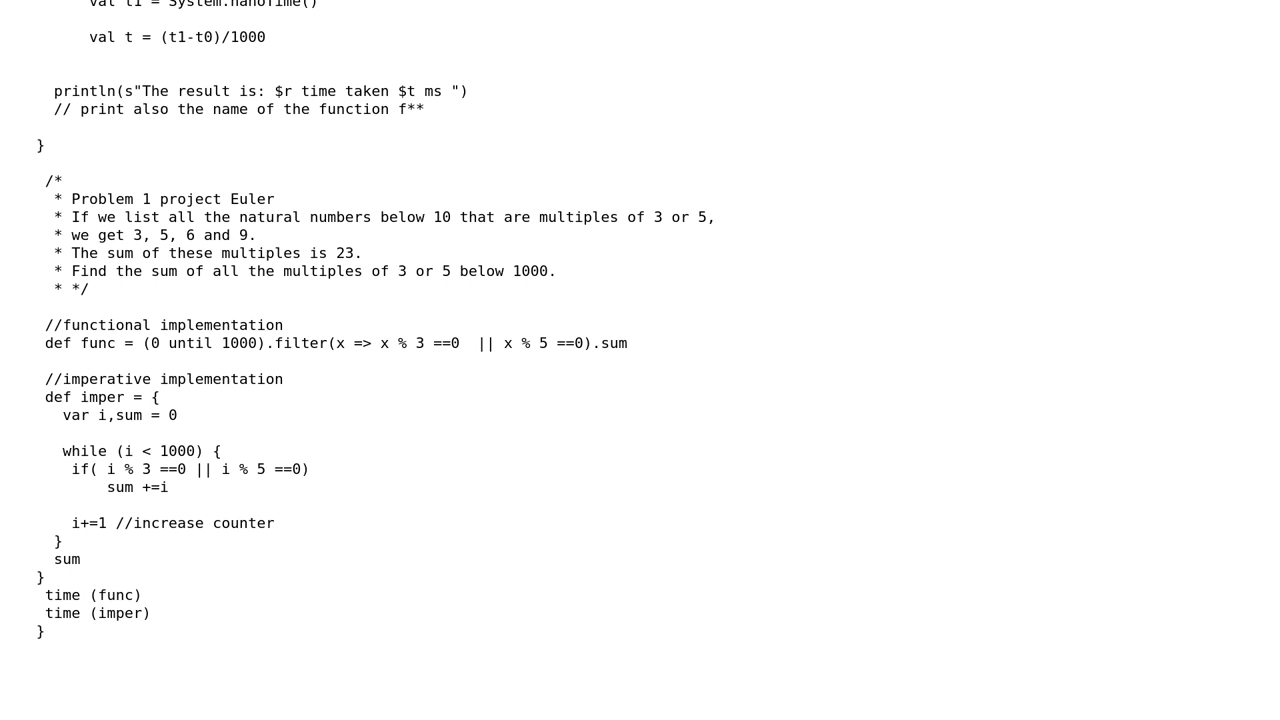 val t1 = System.nanoTime()
val t = (t1-t0)/1000
println(s"The result is: $r time taken $t ms ")
// print also the name of the function f**
}
/*
* Problem 1 project Euler
* If we list all the natural numbers below 10 that are multiples of 3 or 5,
* we get 3, 5, 6 and 9.
* The sum of these multiples is 23.
* Find the sum of all the multiples of 3 or 5 below 1000.
* */
//functional implementation
def func = (0 until 1000).filter(x => x % 3 ==0  || x % 5 ==0).sum
//imperative implementation
def imper = {
var i,sum = 0
while (i < 1000) {
if( i % 3 ==0 || i % 5 ==0)
sum +=i
i+=1 //increase counter
}
sum
}
time (func)
time (imper)
}